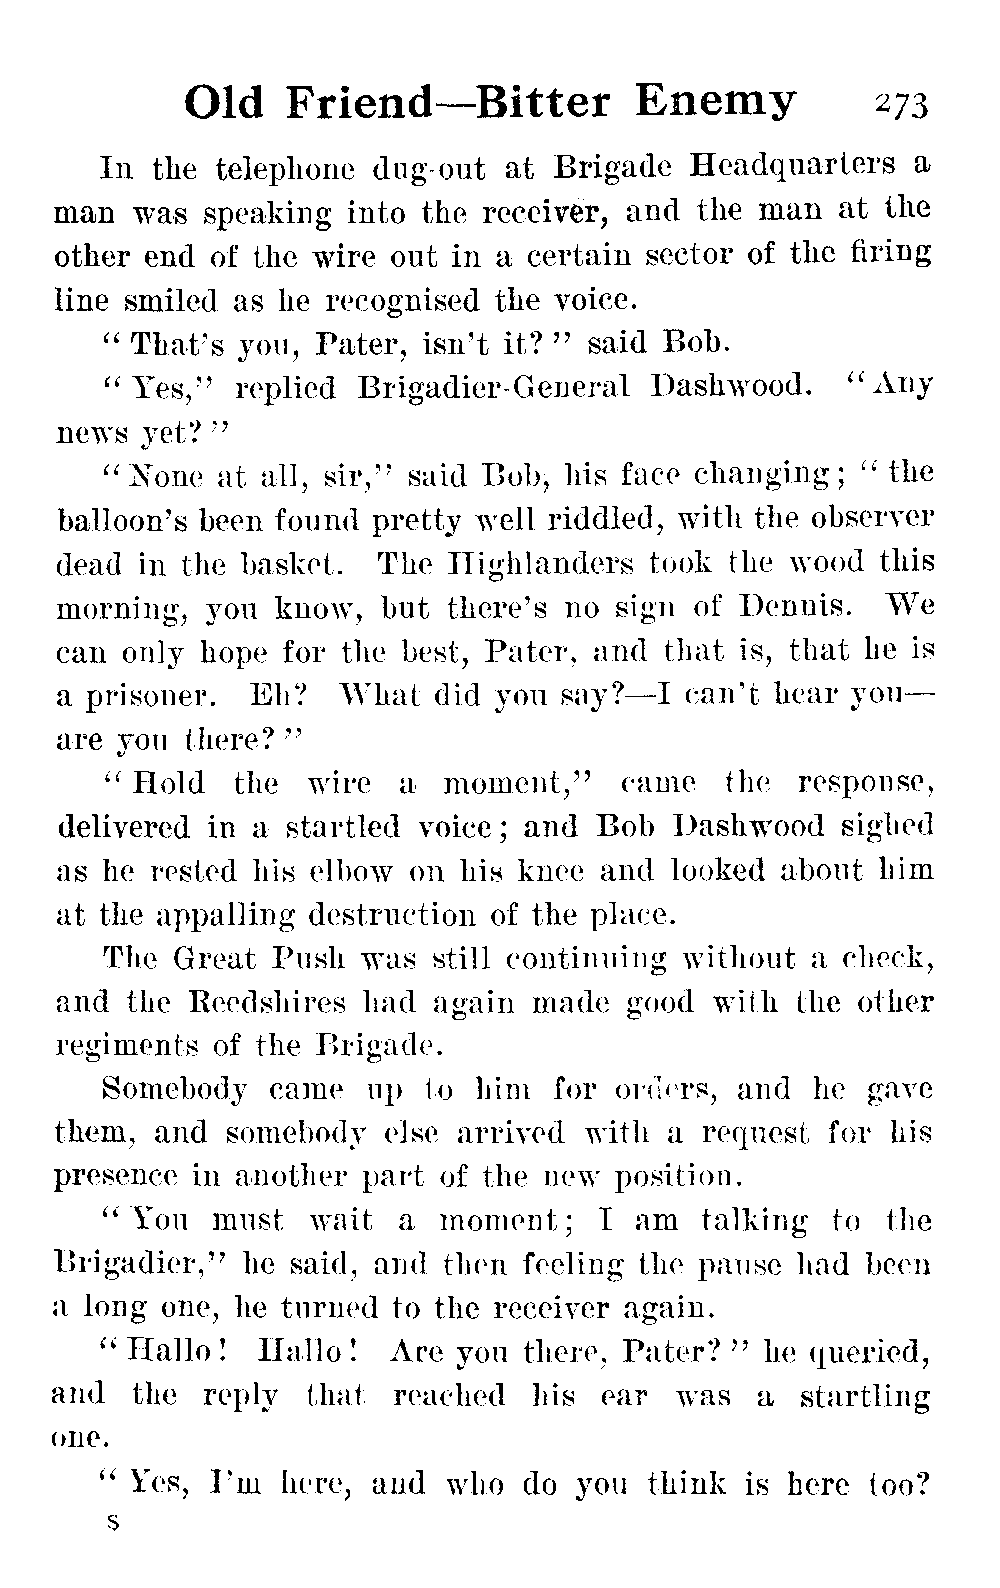 Old Friend—Bitter Enemy 273
In the telephone dug-out at Brigade Headquarters a
man was speaking into the receiver, and the man at the
other end of the wire out in a certain sector of the firing
line smiled as he recognised the voice.
“ That’s you, Pater, isn’t it? ” said Bob.
“ Yes,” replied Brigadier-General Dashwood. “ Any
news yet? ”
“ None at all, sir,” said Bob, his face changing; “ the
balloon’s been found pretty well riddled, with the observer
dead in the basket. The Highlanders took the wood this
morning, you know, but there’s no sign of Dennis. We
can only hope for the best, Pater, and that is, that he is
a prisoner. Eh? What did you say?—I can’t hear you—
are you there? ”
“ Hold the wire a moment,” came the response,
delivered in a startled voice; and Bob Dashwood sighed
as he rested his elbow on his knee and looked about him
at the appalling destruction of the place.
The Great Push was still continuing without a check,
and the Reedshires had again made good with the other
regiments of the Brigade.
Somebody came up to him for orders, and he gave
them, and somebody else arrived with a request for his
presence in another part of the new position.
“ You must wait a moment; I am talking to the
Brigadier,” he said, and then feeling the pause had been
a long one, he turned to the receiver again.
“ Hallo! Hallo! Are you there, Pater? ” he queried,
and the reply that reached his ear was a startling
one.
“ Yes, I’m here, and who do you think is here too?
S